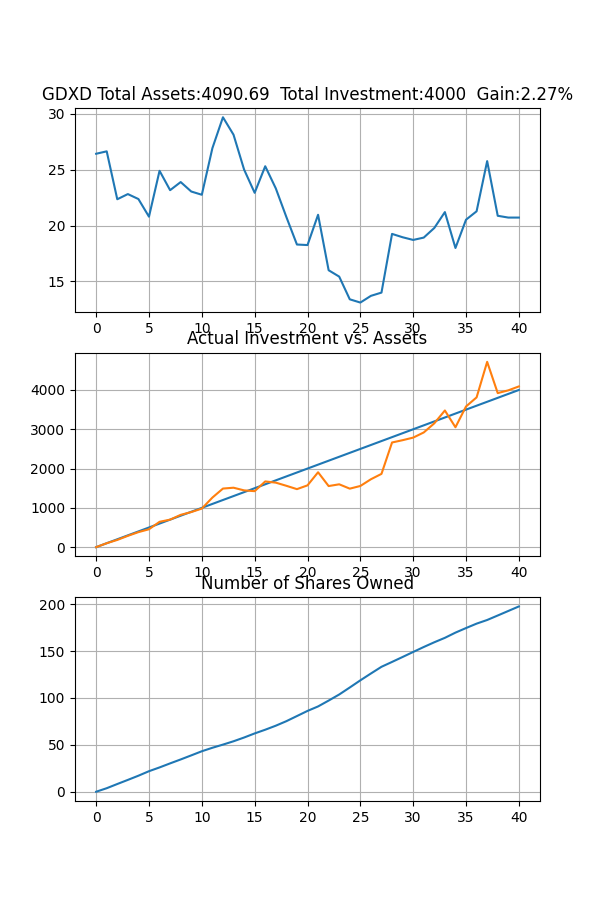 GDXD Total Assets:4090.69  Total Investment:4000  Gain:2.27%
30
25
20
15
0 5 10 15 20 25 30 35 40
Actual Investment vs. Assets
4000
3000
2000
1000
0
0 5 10 15 20 25 30 35 40
Number of Shares Owned
200
150
100
50
0
0 5 10 15 20 25 30 35 40